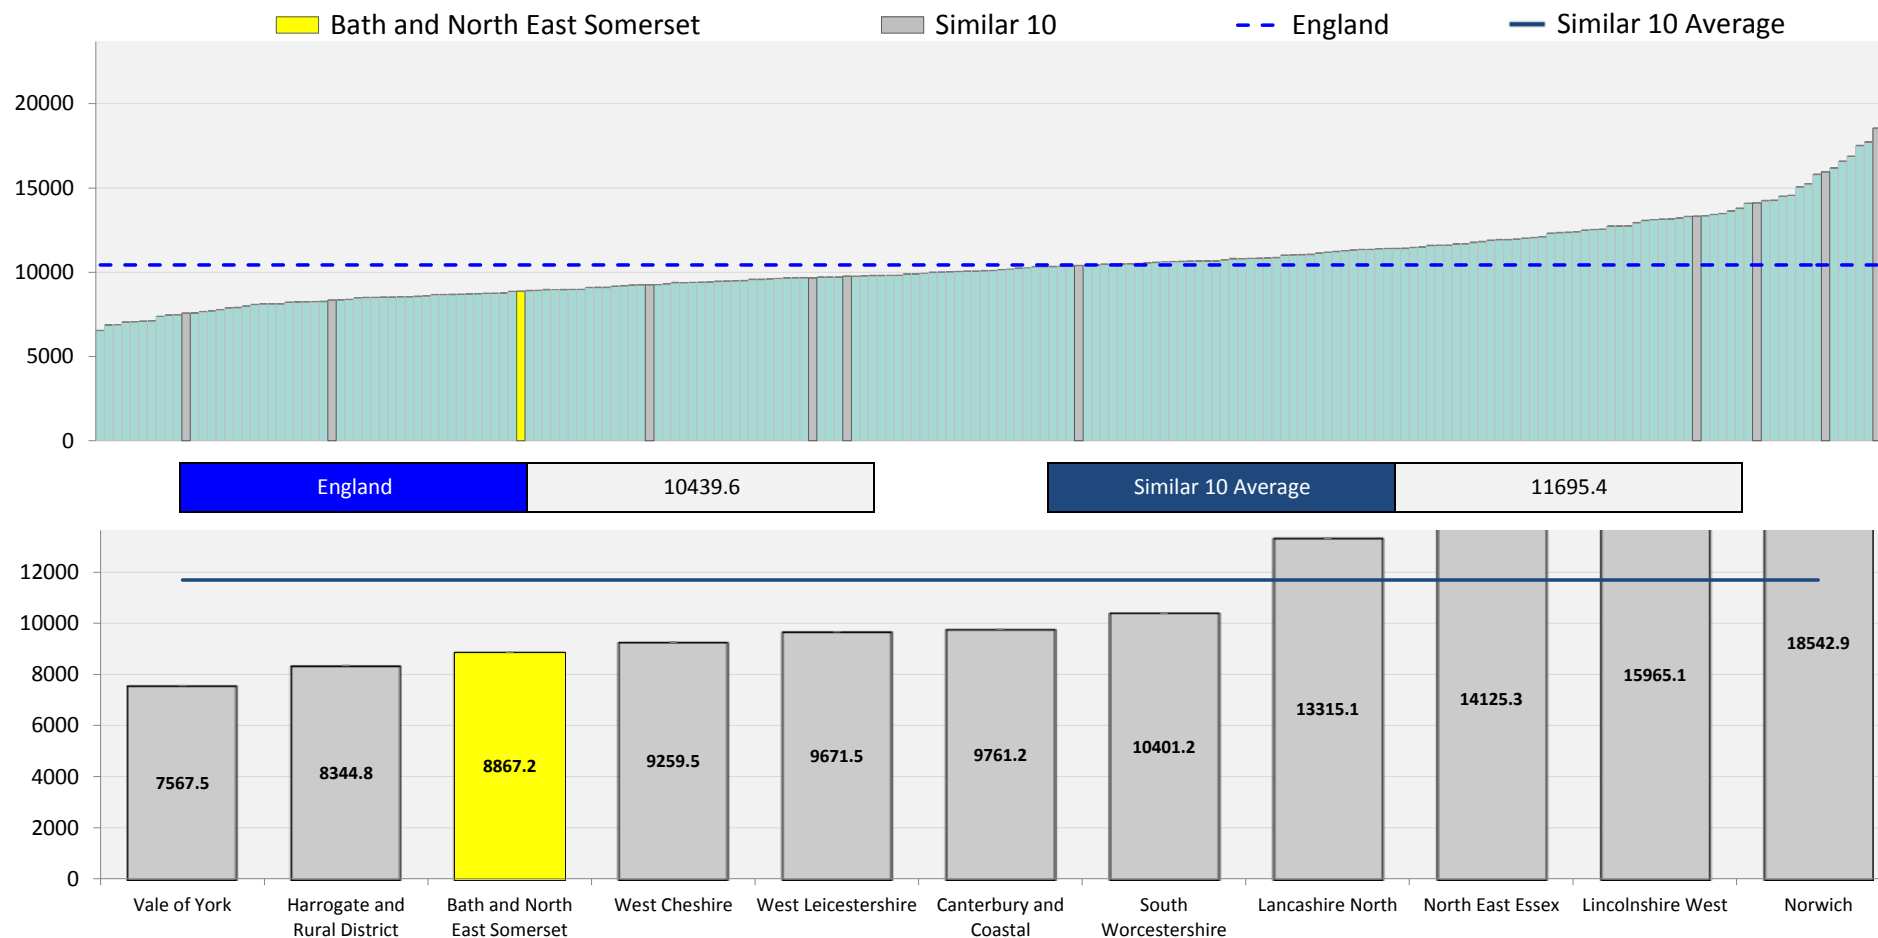 Bath and North East Somerset
Similar 10
England
Similar 10 Average
20000
15000
10000
5000
0
England
10439.6
Similar 10 Average
11695.4
12000
10000
8000
6000
4000
2000
0
7567.5
8344.8
8867.2
9259.5
9671.5
9761.2
10401.2
13315.1
14125.3
15965.1
18542.9
Vale of York
Harrogate and
Rural District
Bath and North
East Somerset
West Cheshire
West Leicestershire
Canterbury and
Coastal
South
Worcestershire
Lancashire North
North East Essex
Lincolnshire West
Norwich